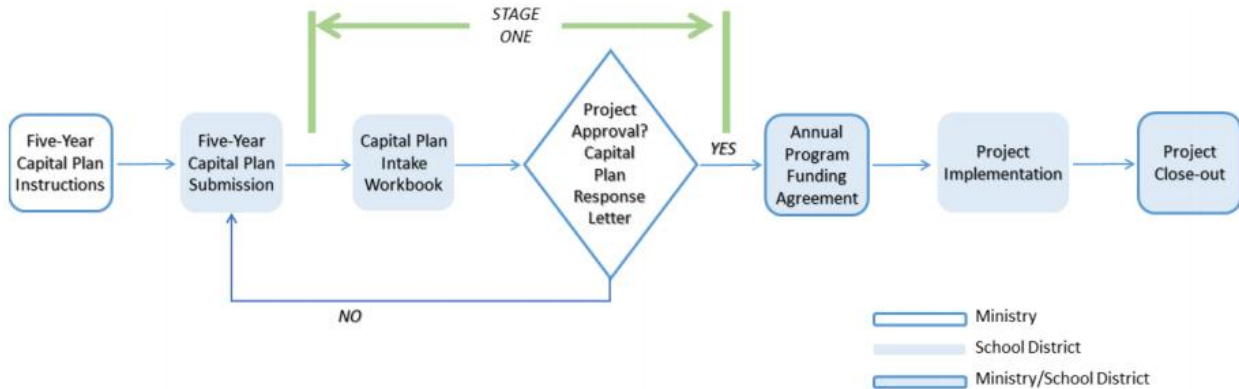 STAGE
ONE
Five-Year
Capital Plan
Instructions
Five-Year
Capital Plan
Submission
Capital Plan
Intake
Workbook
Project
Approval?
Capital
Plan
Response
Letter
YES
Annual
Program
Funding
Agreement
Project
Implementation
Project
Close-out
NO
Ministry
School District
Ministry/School District